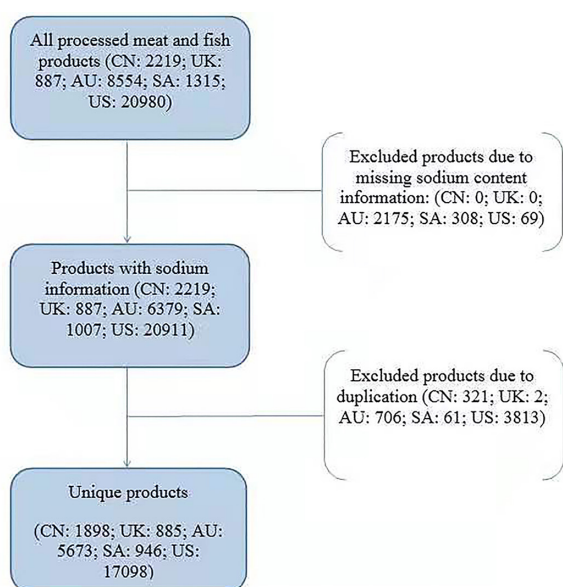 All processed meat and fish
products (CN: 2219; UK:
887; AU: 8554; SA: 1315;
US: 20980)
Excluded products due to
missing sodium content
information: (CN: 0; UK: 0;
AU: 2175; SA: 308; US: 69)
Products with sodium
information (CN: 2219;
UK: 887; AU: 6379; SA:
1007; US: 20911)
Excluded products due to
duplication (CN: 321; UK: 2;
AU: 706; SA: 61; US: 3813)
Unique products
(CN: 1898; UK: 885; AU:
5673; SA: 946; US:
17098)